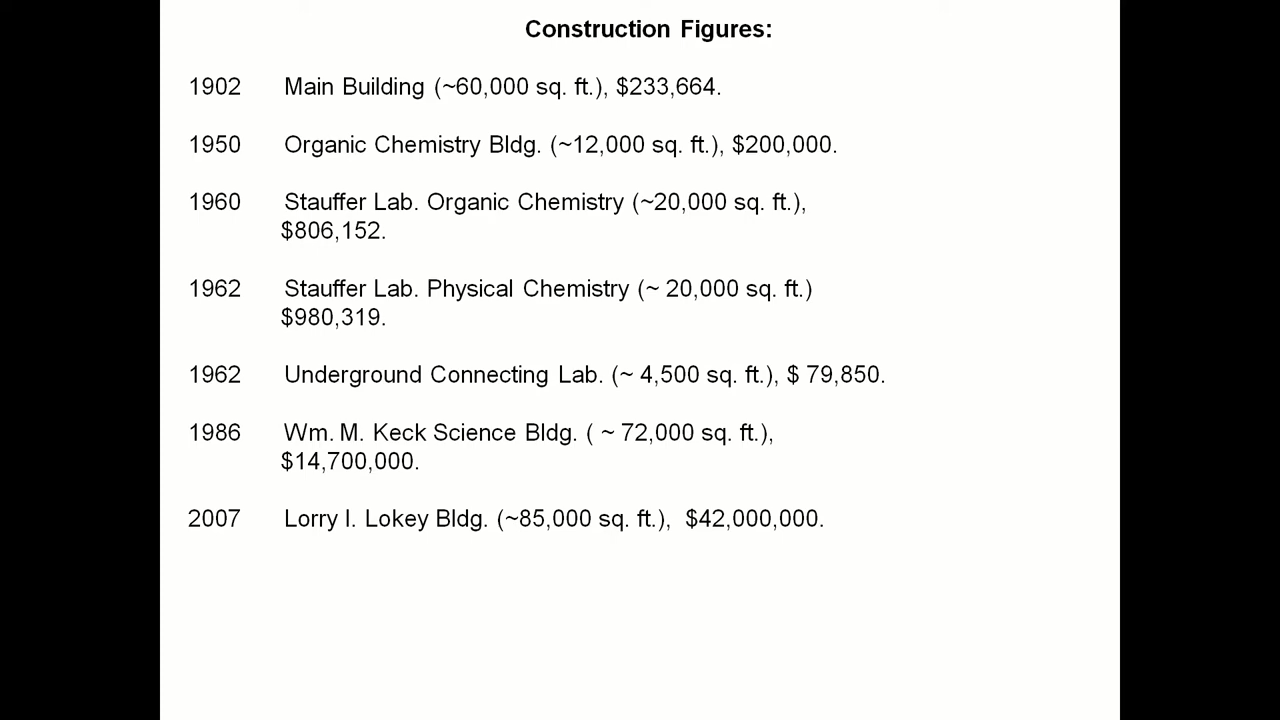 Construction Figures:
1902 Main Building (~60,000 sq. ft.), $233,664.
1950 Organic Chemistry Bldg. (~12,000 sq. ft.), $200,000.
1960 Stauffer Lab. Organic Chemistry (~20,000 sq. ft.),
$806,152.
1962 Stauffer Lab. Physical Chemistry (~ 20,000 sq. ft.)
$980,319.
1962 Underground Connecting Lab. (~ 4,500 sq. ft.), $ 79,850.
1986 Wm. M. Keck Science Bldg. ( ~ 72,000 sq. ft.),
$14,700,000.
2007 Lorry I. Lokey Bldg. (~85,000 sq. ft.), $42,000,000.